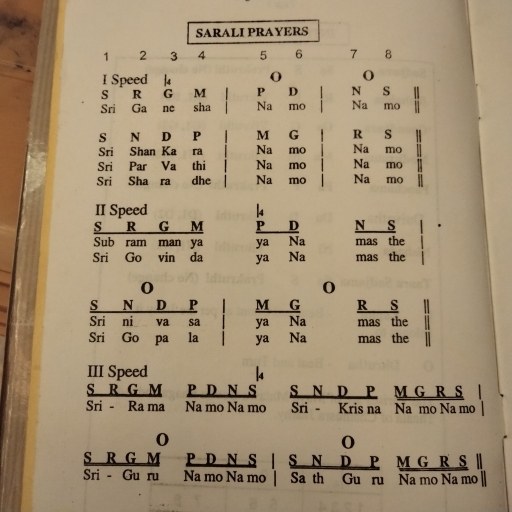 SARALI PRAYERS
1 2 3 4 5 6 7 8
I Speed |4 O O
S R G M | P D | N S ||
Sri Ga ne sha | Na mo | Na mo ||
S N D P | M G | R S ||
Sri Shan Ka ra | Na mo | Na mo ||
Sri Par Va thi | Na mo | Na mo ||
Sri Sha ra dhe | Na mo | Na mo ||
II Speed |4
S R G M P D N S |
Sub ram man ya ya Na mas the |
Sri Go vin da ya Na mas the |
O O
S N D P | M G R S ||
Sri ni va sa | ya Na mas the ||
Sri Go pa la | ya Na mas the ||
III Speed |4
S R G M P D N S S N D P M G R S |
Sri - Ra ma Na mo Na mo Sri - Kris na Na mo Na mo |
O O
S R G M P D N S | S N D P M G R S ||
Sri - Gu ru Na mo Na mo | Sa th Gu ru Na mo Na mo ||